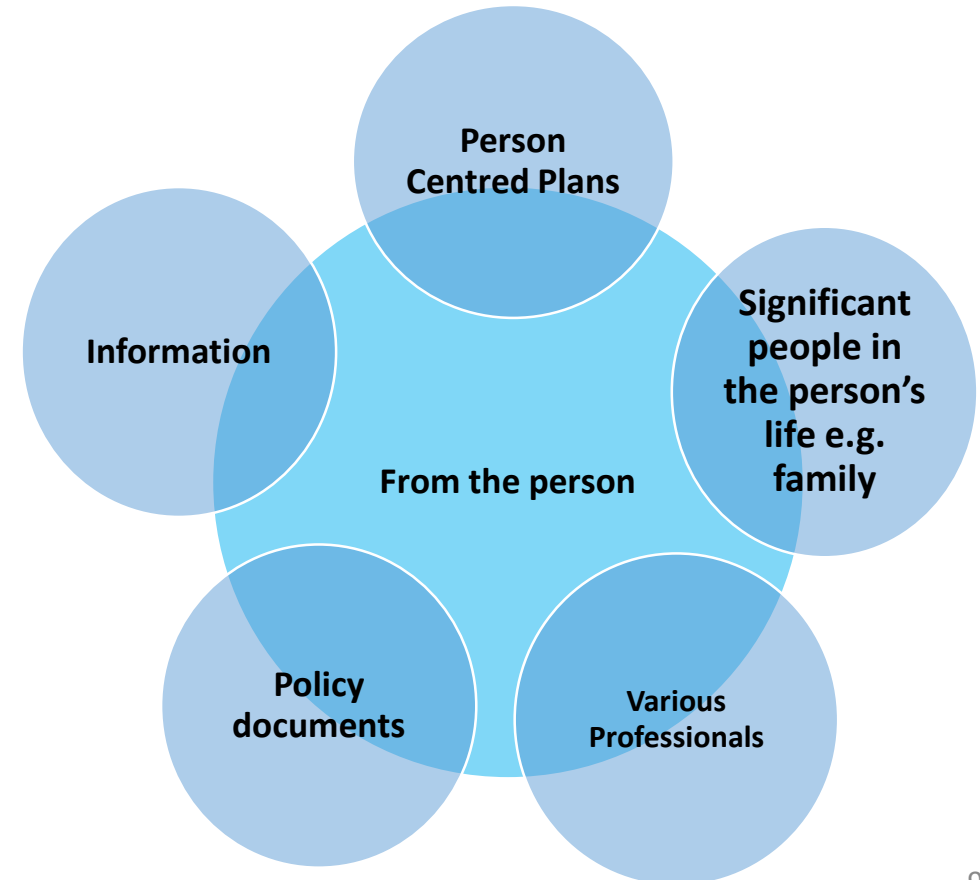 Person
Centred Plans
Significant
people in
the person's
life e.g.
family
Information
From the person
Policy
documents
Various
Professionals